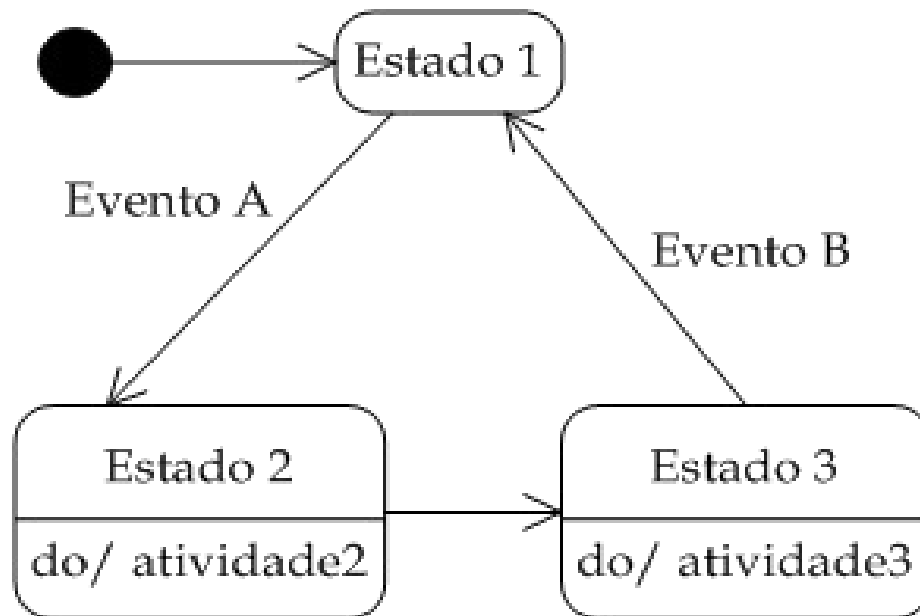 Estado 1
Evento A
Evento B
Estado 2
do/ atividade2
Estado 3
do/ atividade3